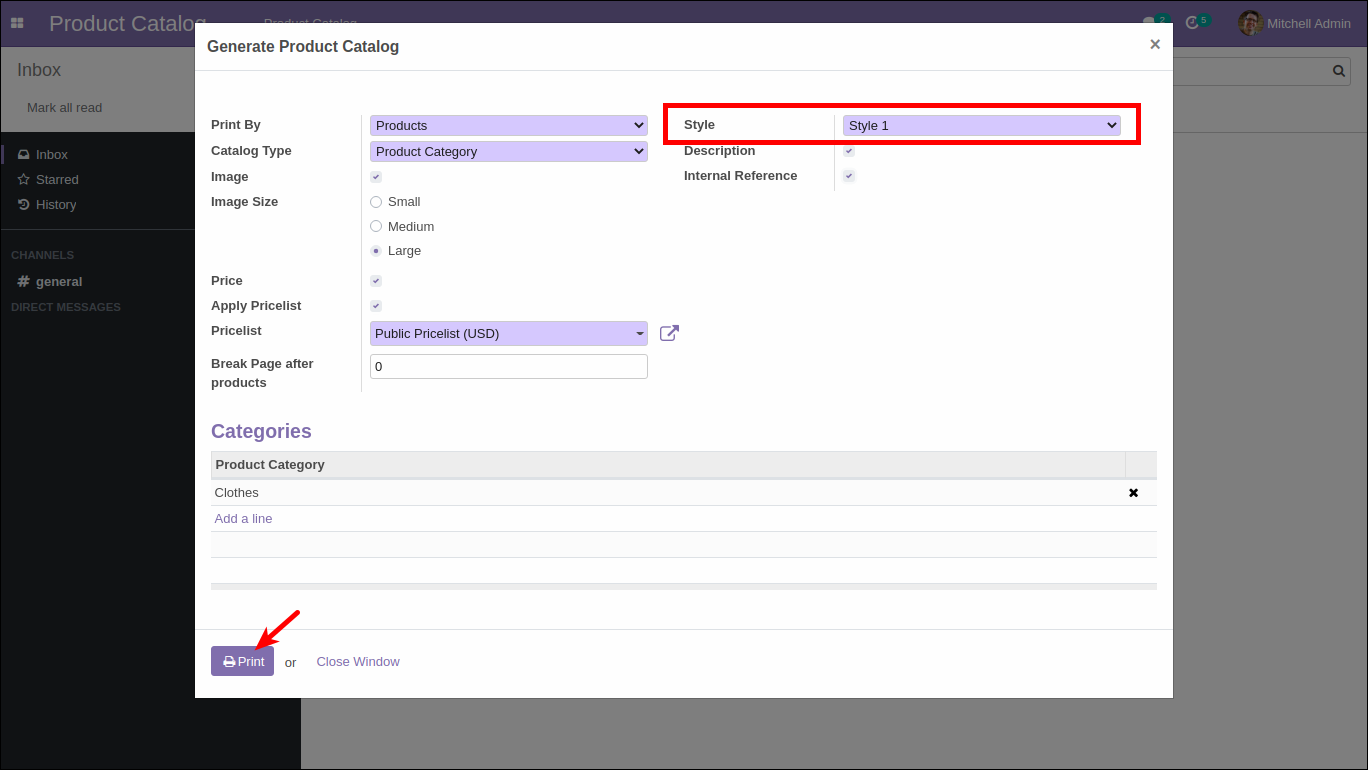 Product Catalog
Product Catalog
2
5
Mitchell Admin
Generate Product Catalog
×
Inbox
Mark all read
Inbox
Starred
History
CHANNELS
# general
DIRECT MESSAGES
Print By
Products
Style
Style 1
Catalog Type
Product Category
Description
Image
Internal Reference
Image Size
Small
Medium
Large
Price
Apply Pricelist
Pricelist
Public Pricelist (USD)
Break Page after
products
0
Categories
Product Category
Clothes
Add a line
Print
or
Close Window